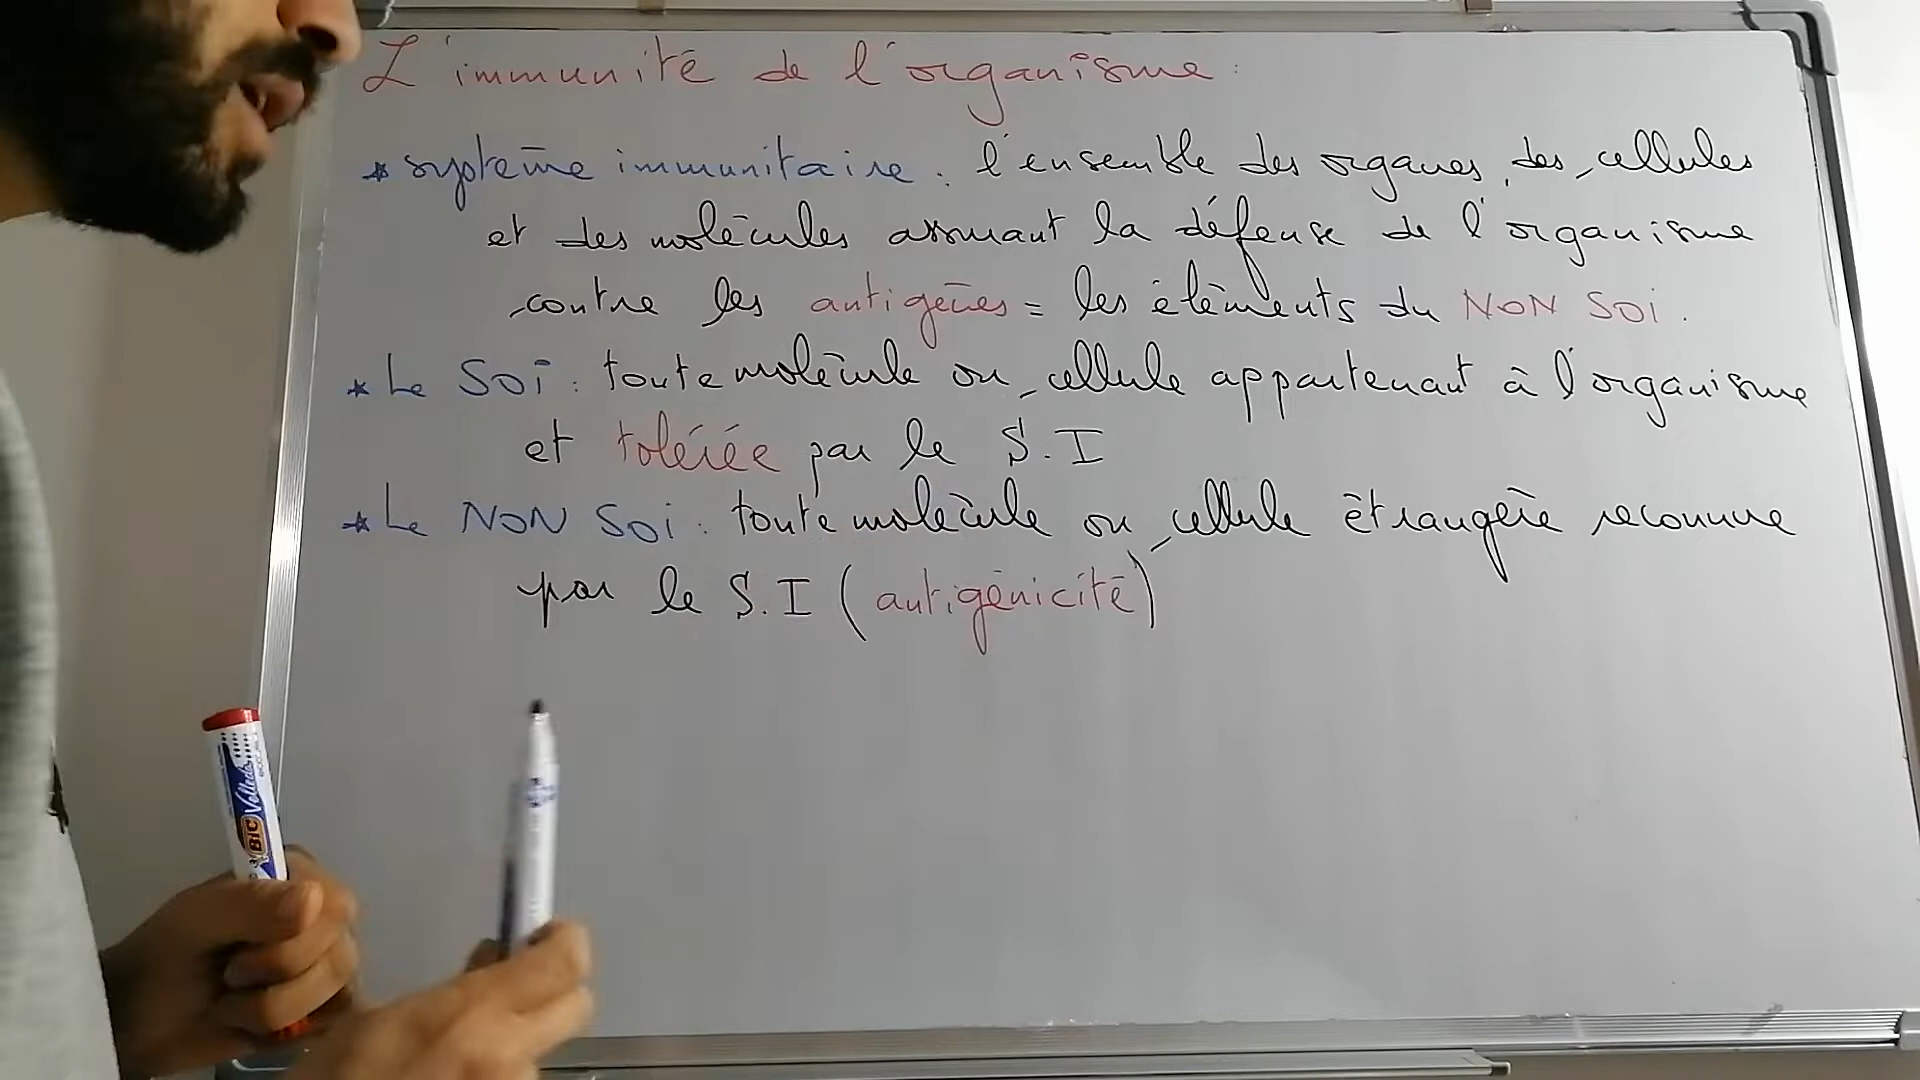 L'immunité de l'organisme :
* système immunitaire : l'ensemble des organes, des cellules
et des molécules assurant la défense de l'organisme
contre les antigènes = les éléments du NON SOI.
* Le SOI : toute molécule ou cellule appartenant à l'organisme
et tolérée par le S.I
* Le NON SOI : toute molécule ou cellule étrangère reconnue
par le S.I (antigénicité)
BIC Velleda